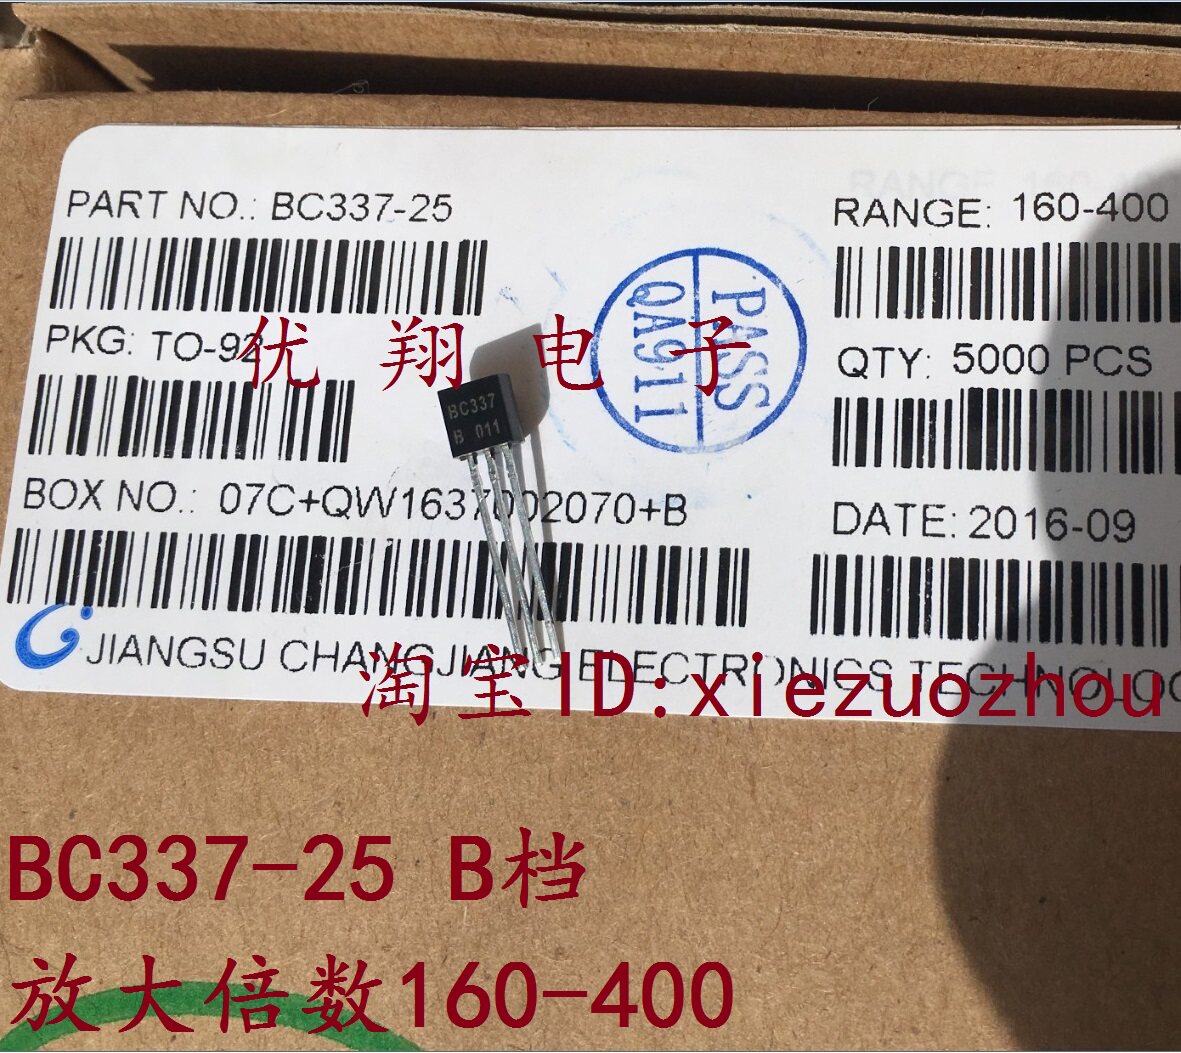 PART NO.: BC337-25
RANGE: 160-400
PKG: TO-92
QTY: 5000 PCS
PASS
QA911
优翔电子
BC337
B 011
BOX NO.: 07C+QW1637002070+B
DATE: 2016-09
JIANGSU CHANGJIANG ELECTRONICS TECHNOLOG
淘宝ID:xiezuozhou
BC337-25 B档
放大倍数160-400